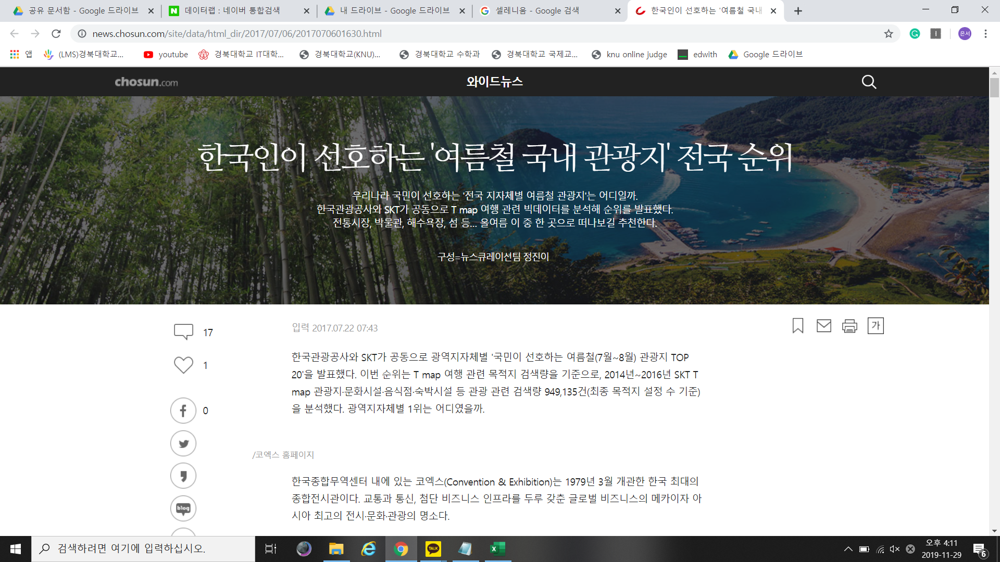 공유 문서함 - Google 드라이브
데이터랩 : 네이버 통합검색
내 드라이브 - Google 드라이브
셀레니움 - Google 검색
한국인이 선호하는 '여름철 국내
news.chosun.com/site/data/html_dir/2017/07/06/2017070601630.html
은서
앱
(LMS)경북대학교...
youtube
경북대학교 IT대학...
경북대학교(KNU)...
경북대학교 수학과
경북대학교 국제교...
knu online judge
edwith
Google 드라이브
chosun.com
와이드뉴스
한국인이 선호하는 '여름철 국내 관광지' 전국 순위
우리나라 국민이 선호하는 '전국 지자체별 여름철 관광지'는 어디일까.
한국관광공사와 SKT가 공동으로 T map 여행 관련 빅데이터를 분석해 순위를 발표했다.
전통시장, 박물관, 해수욕장, 섬 등... 올여름 이 중 한 곳으로 떠나보길 추천한다.
구성=뉴스큐레이션팀 정진이
17
입력 2017.07.22 07:43
가
1
한국관광공사와 SKT가 공동으로 광역지자체별 '국민이 선호하는 여름철(7월~8월) 관광지 TOP
20'을 발표했다. 이번 순위는 T map 여행 관련 목적지 검색량을 기준으로, 2014년~2016년 SKT T
map 관광지·문화시설·음식점·숙박시설 등 관광 관련 검색량 949,135건(최종 목적지 설정 수 기준)
을 분석했다. 광역지자체별 1위는 어디였을까.
0
/코엑스 홈페이지
한국종합무역센터 내에 있는 코엑스(Convention & Exhibition)는 1979년 3월 개관한 한국 최대의
종합전시관이다. 교통과 통신, 첨단 비즈니스 인프라를 두루 갖춘 글로벌 비즈니스의 메카이자 아
시아 최고의 전시·문화·관광의 명소다.
blog
검색하려면 여기에 입력하십시오.
TALK
오후 4:11
2019-11-29
6